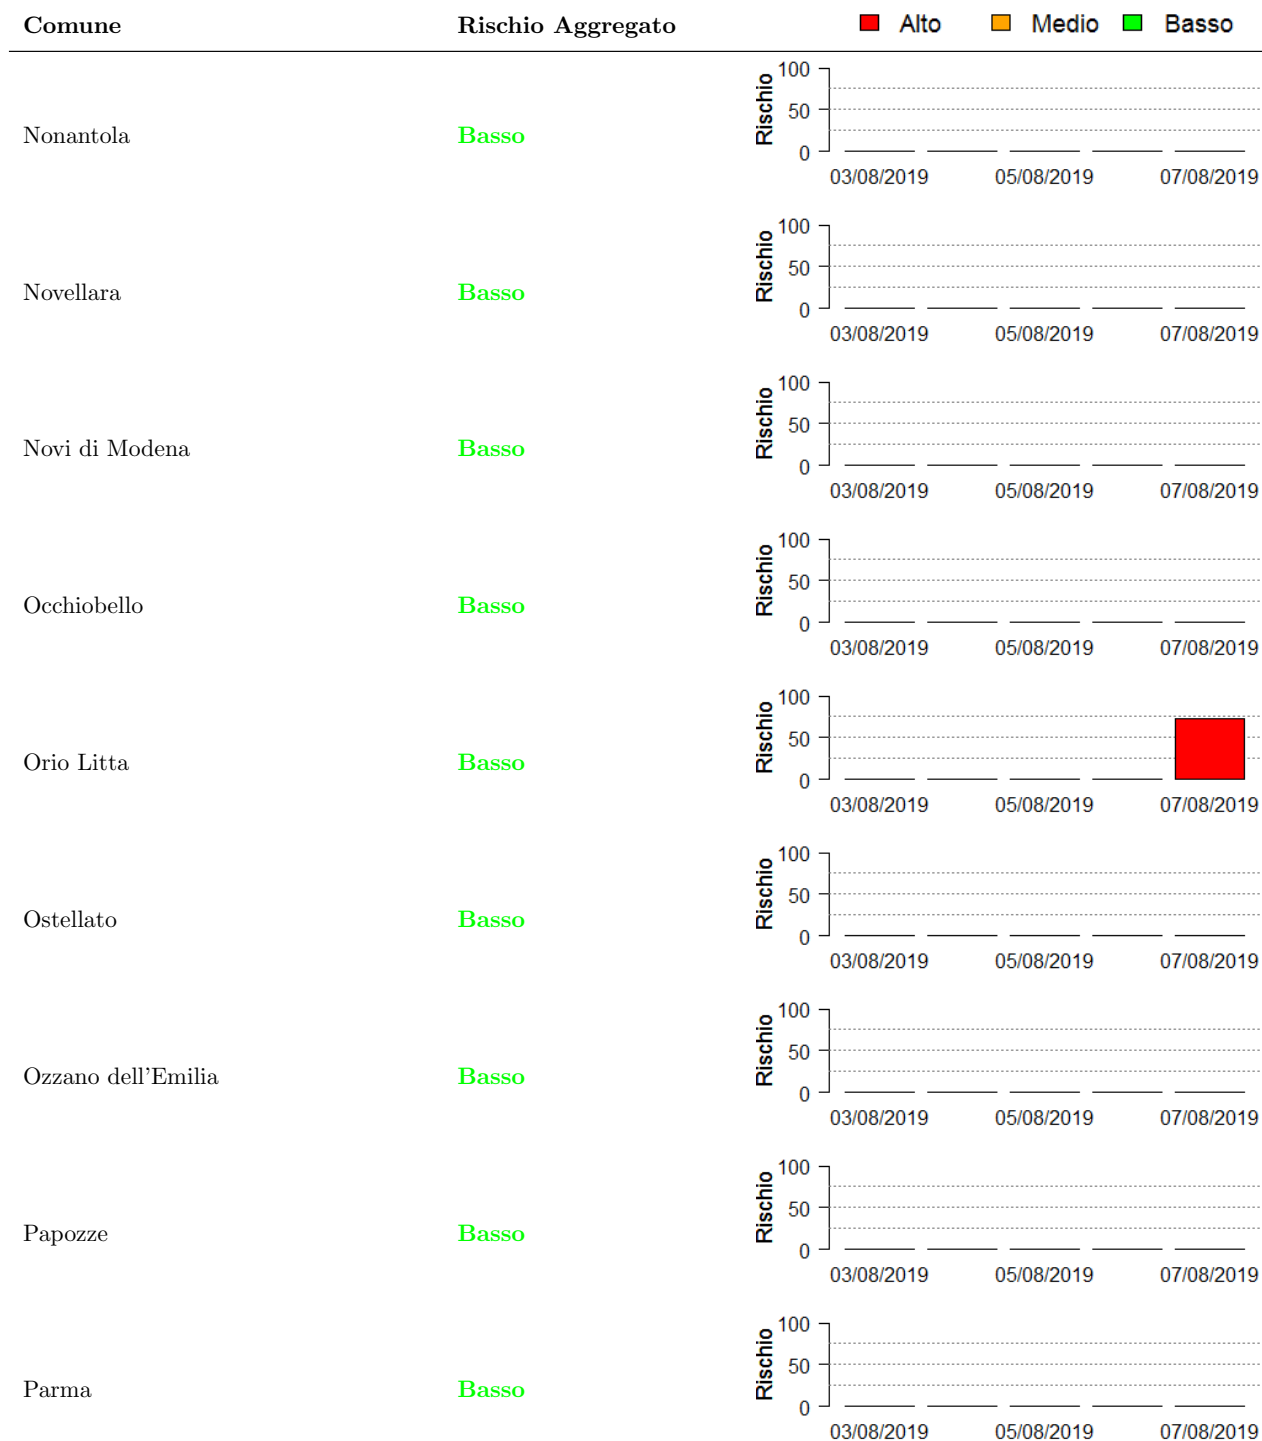 Comune Rischio Aggregato Alto Medio Basso
Nonantola Basso
Rischio
100
50
0
03/08/2019 05/08/2019 07/08/2019
Novellara Basso
Rischio
100
50
0
03/08/2019 05/08/2019 07/08/2019
Novi di Modena Basso
Rischio
100
50
0
03/08/2019 05/08/2019 07/08/2019
Occhiobello Basso
Rischio
100
50
0
03/08/2019 05/08/2019 07/08/2019
Orio Litta Basso
Rischio
100
50
0
03/08/2019 05/08/2019 07/08/2019
Ostellato Basso
Rischio
100
50
0
03/08/2019 05/08/2019 07/08/2019
Ozzano dell'Emilia Basso
Rischio
100
50
0
03/08/2019 05/08/2019 07/08/2019
Papozze Basso
Rischio
100
50
0
03/08/2019 05/08/2019 07/08/2019
Parma Basso
Rischio
100
50
0
03/08/2019 05/08/2019 07/08/2019